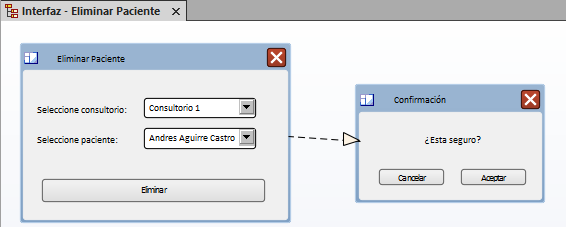 Interfaz - Eliminar Paciente
Eliminar Paciente
Seleccione consultorio: Consultorio 1
Seleccione paciente: Andres Aguirre Castro
Eliminar
Confirmación
¿Esta seguro?
Cancelar Aceptar